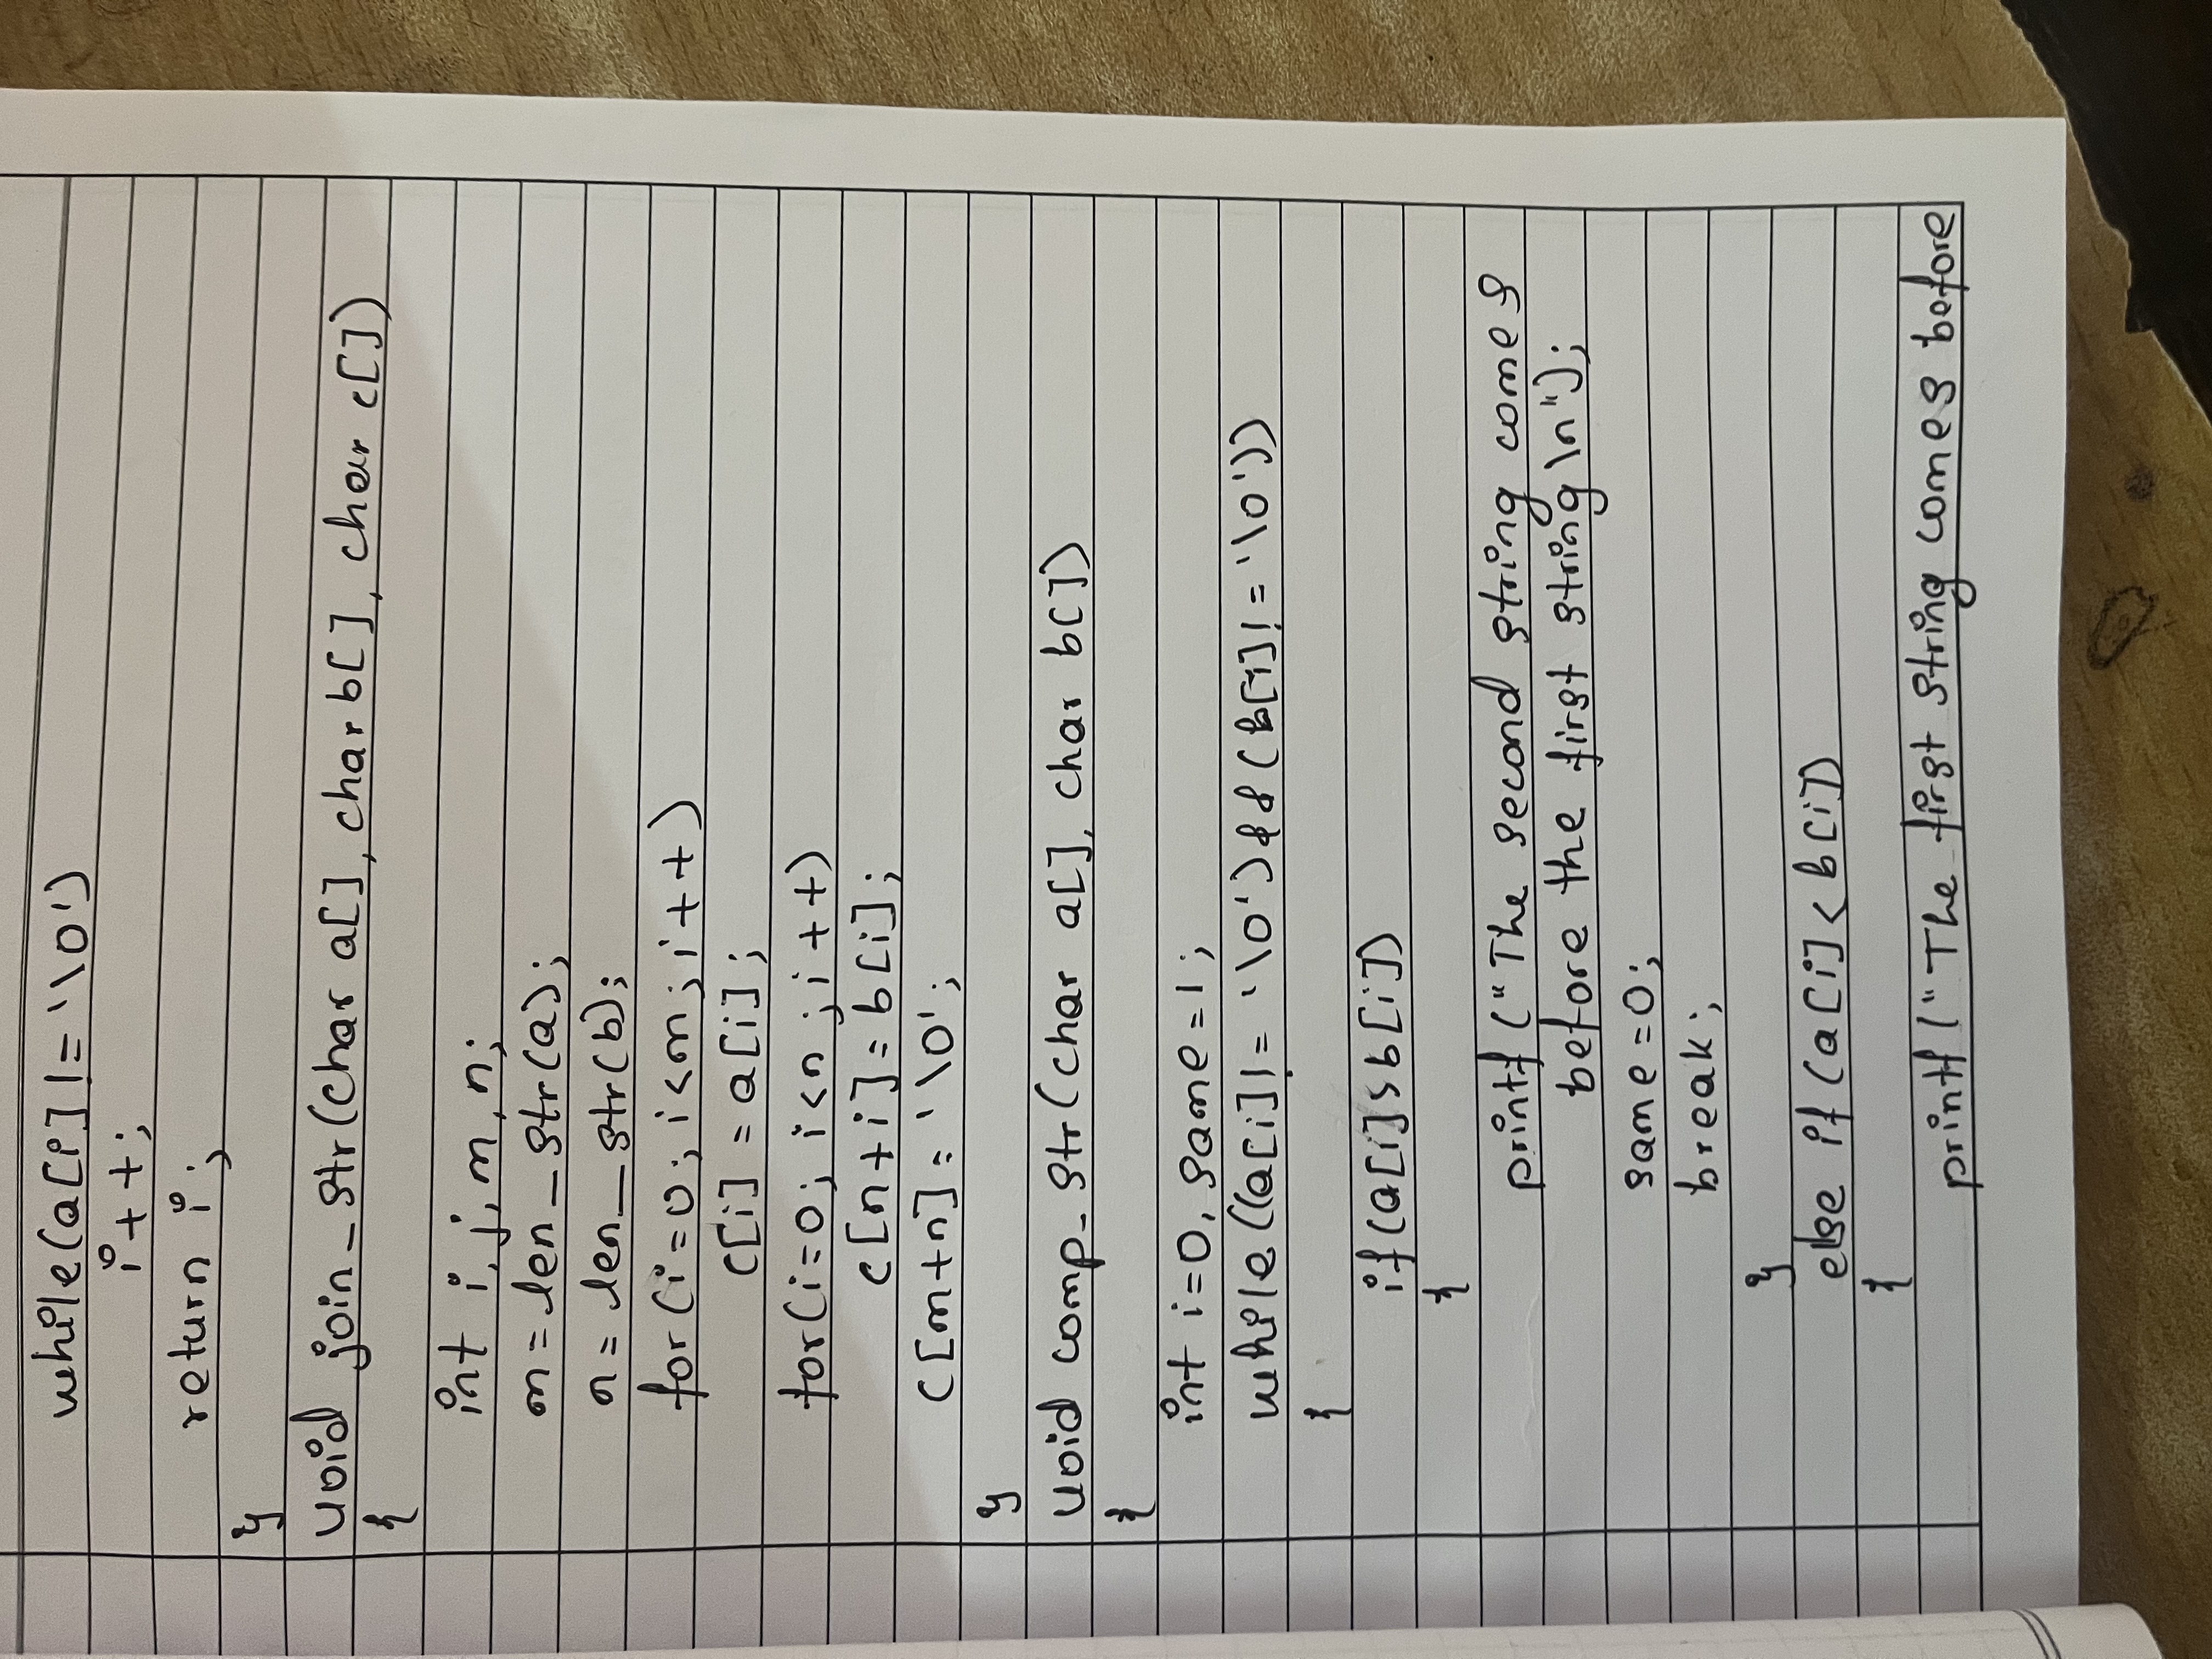 while(a[i]!='\0')
i++;
return i;
}
void join_str(char a[], char b[], char c[])
{
int i, j, m, n;
m = len_str(a);
n = len_str(b);
for(i=0; i<m; i++)
c[i] = a[i];
for(i=0; i<n; i++)
c[n+i] = b[i];
c[m+n] = '\0';
}
void comp_str(char a[], char b[])
{
int i=0, same=1;
while((a[i]!='\0')&&(b[i]!='\0'))
{
if(a[i]>b[i])
{
printf("The second string comes
before the first string\n");
same=0;
break;
}
else if(a[i]<b[i])
{
printf("The first string comes before